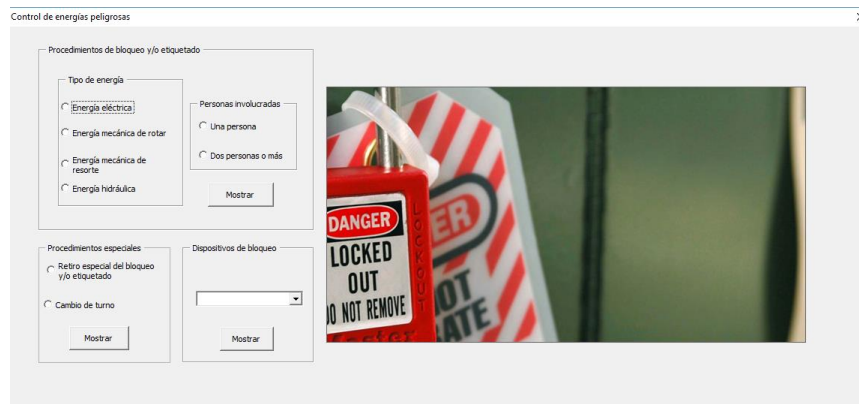 Control de energías peligrosas
Procedimientos de bloqueo y/o etiquetado
Tipo de energía
Energía eléctrica
Energía mecánica de rotar
Energía mecánica de
resorte
Energía hidráulica
Personas involucradas
Una persona
Dos personas o más
Mostrar
Procedimientos especiales
Retiro especial del bloqueo
y/o etiquetado
Cambio de turno
Mostrar
Dispositivos de bloqueo
Mostrar
DANGER
LOCKED
OUT
DO NOT REMOVE
LOCKOUT
ER
NOT
RATE